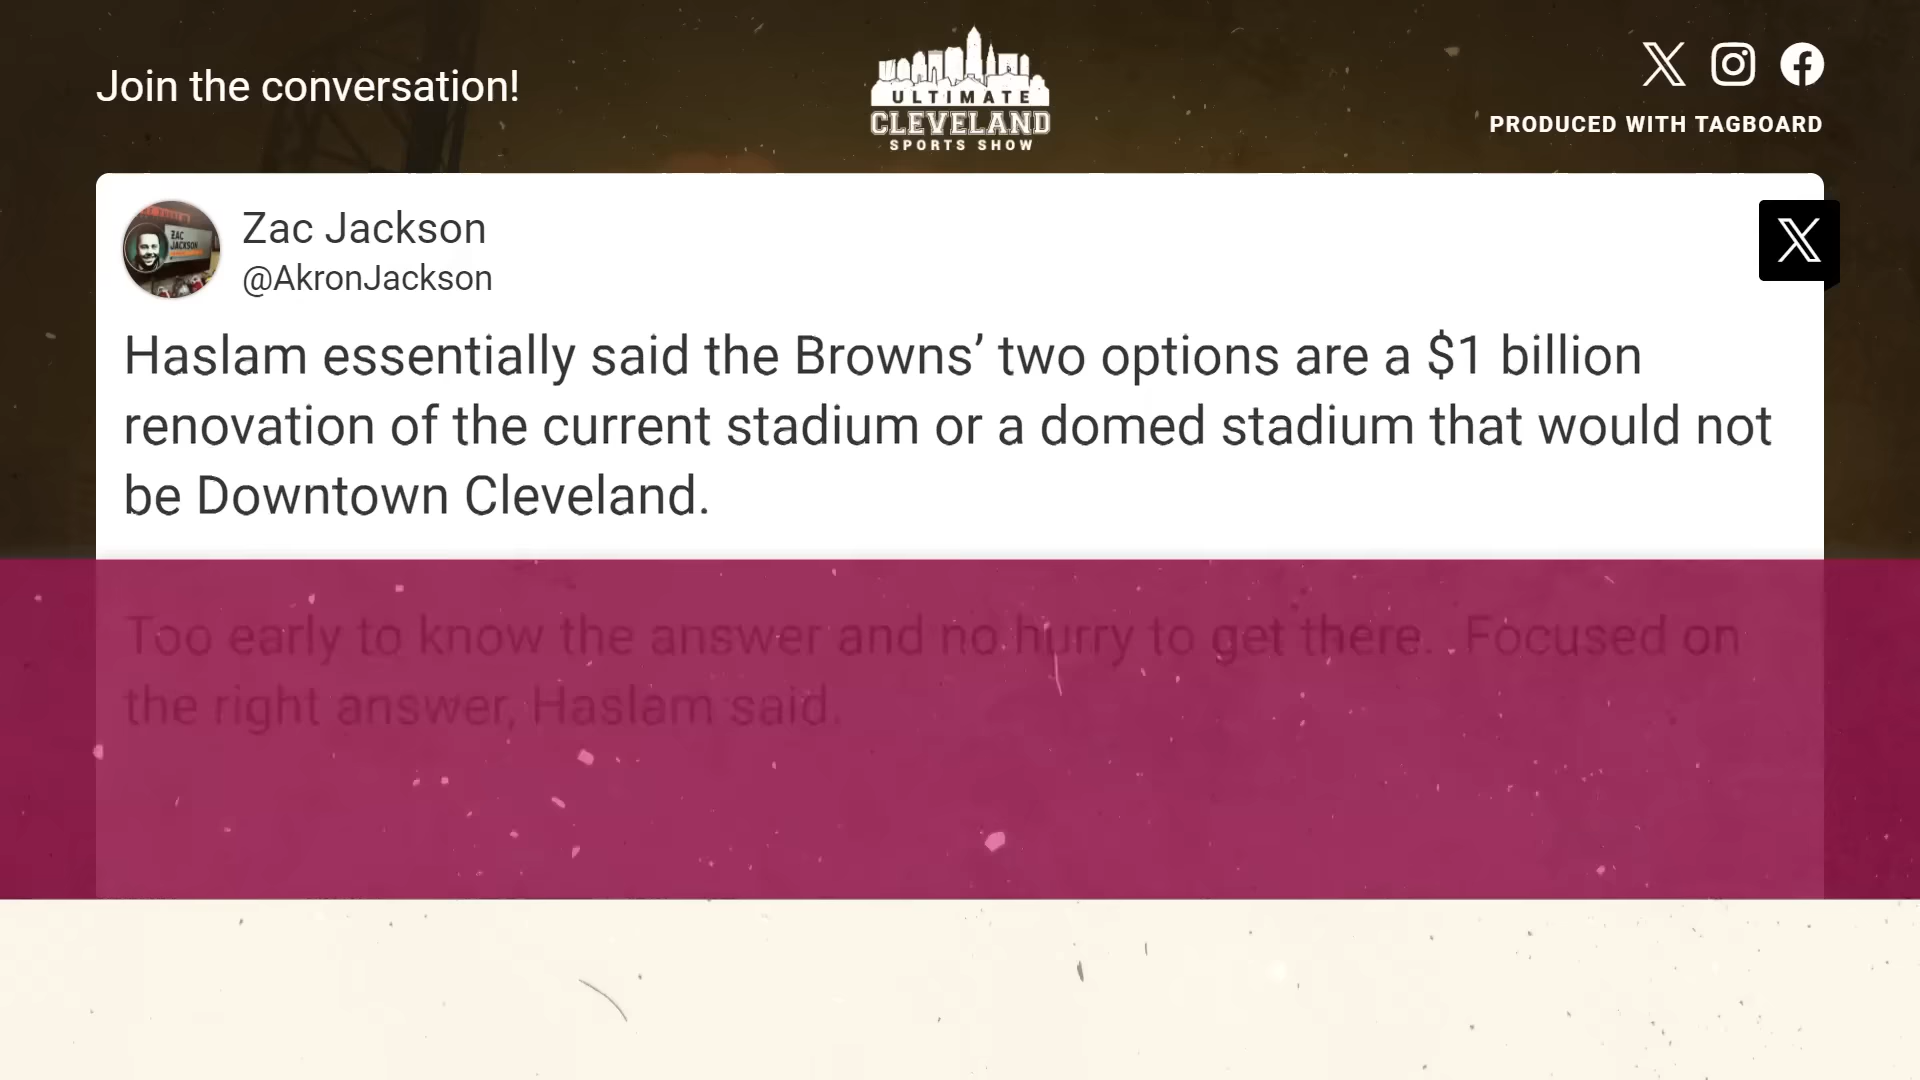 Join the conversation!
ULTIMATE
CLEVELAND
SPORTS SHOW
PRODUCED WITH TAGBOARD
ZAC
JACKSON
Zac Jackson
@AkronJackson
Haslam essentially said the Browns’ two options are a $1 billion
renovation of the current stadium or a domed stadium that would not
be Downtown Cleveland.
Too early to know the answer and no hurry to get there. Focused on
the right answer, Haslam said.